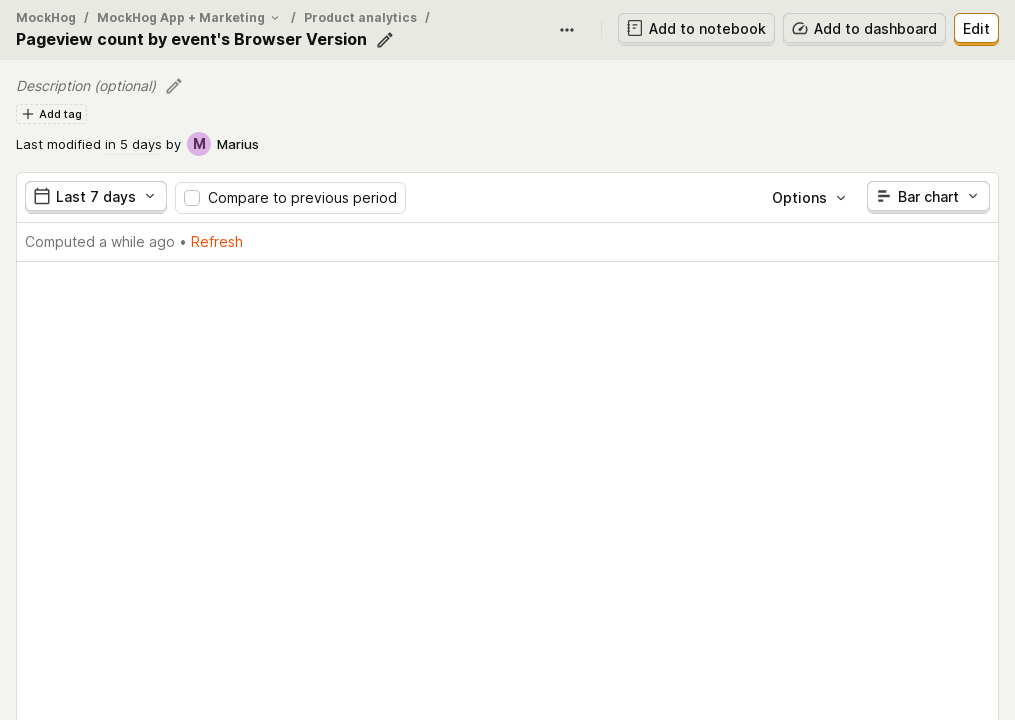 MockHog / MockHog App + Marketing / Product analytics /
Pageview count by event's Browser Version
Add to notebook
Add to dashboard
Edit
Description (optional)
Add tag
Last modified in 5 days by M Marius
Last 7 days
Compare to previous period
Options
Bar chart
Computed a while ago • Refresh